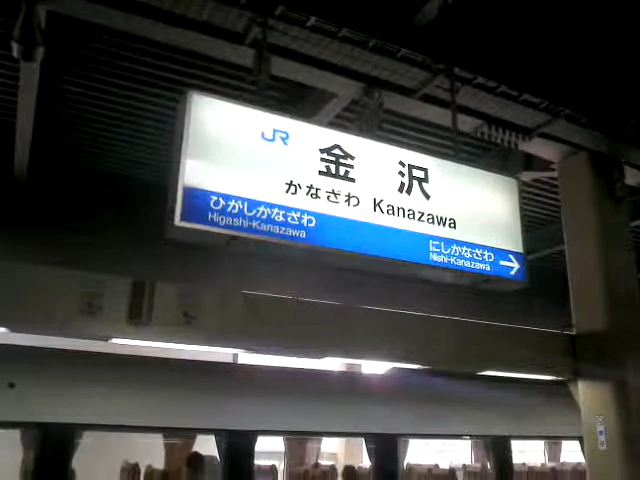 JR
金沢
かなざわ Kanazawa
ひがしかなざわ
Higashi-Kanazawa
にしかなざわ
Nishi-Kanazawa →